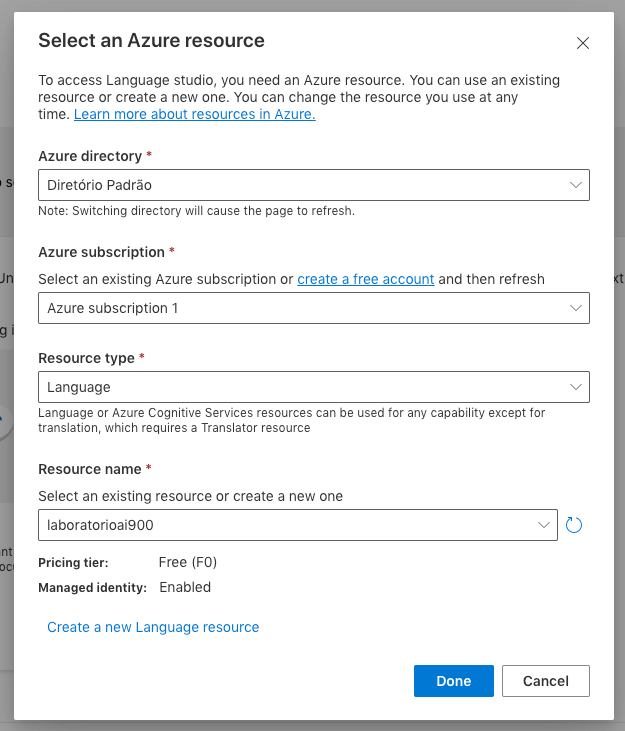 Select an Azure resource
To access Language studio, you need an Azure resource. You can use an existing
resource or create a new one. You can change the resource you use at any
time. Learn more about resources in Azure.
Azure directory *
Diretório Padrão
Note: Switching directory will cause the page to refresh.
Azure subscription *
Select an existing Azure subscription or create a free account and then refresh
Azure subscription 1
Resource type *
Language
Language or Azure Cognitive Services resources can be used for any capability except for
translation, which requires a Translator resource
Resource name *
Select an existing resource or create a new one
laboratorioai900
Pricing tier: Free (F0)
Managed identity: Enabled
Create a new Language resource
Done Cancel